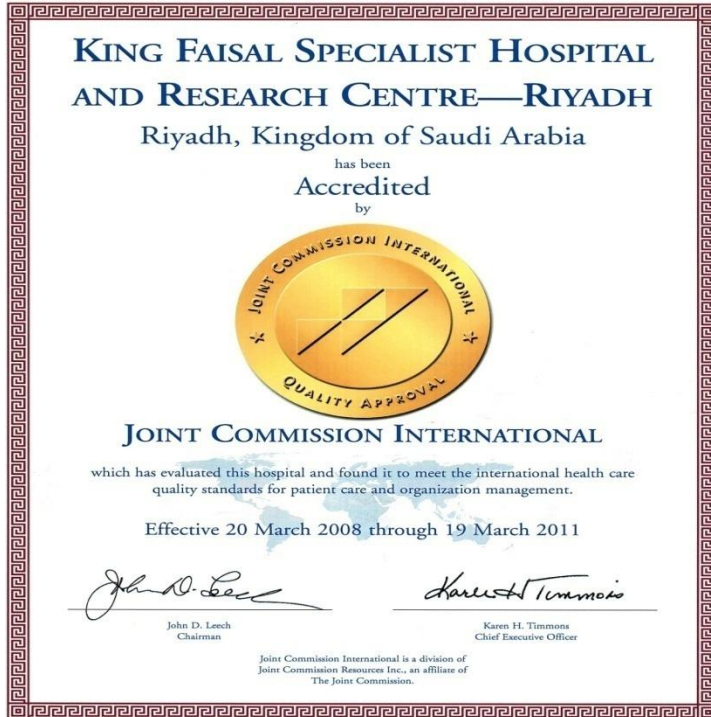 KING FAISAL SPECIALIST HOSPITAL
AND RESEARCH CENTRE—RIYADH
Riyadh, Kingdom of Saudi Arabia
has been
Accredited
by
JOINT COMMISSION INTERNATIONAL
QUALITY APPROVAL
JOINT COMMISSION INTERNATIONAL
which has evaluated this hospital and found it to meet the international health care
quality standards for patient care and organization management.
Effective 20 March 2008 through 19 March 2011
John D. Leech
Karen H Timmons
John D. Leech
Chairman
Karen H. Timmons
Chief Executive Officer
Joint Commission International is a division of
Joint Commission Resources Inc., an affiliate of
The Joint Commission.